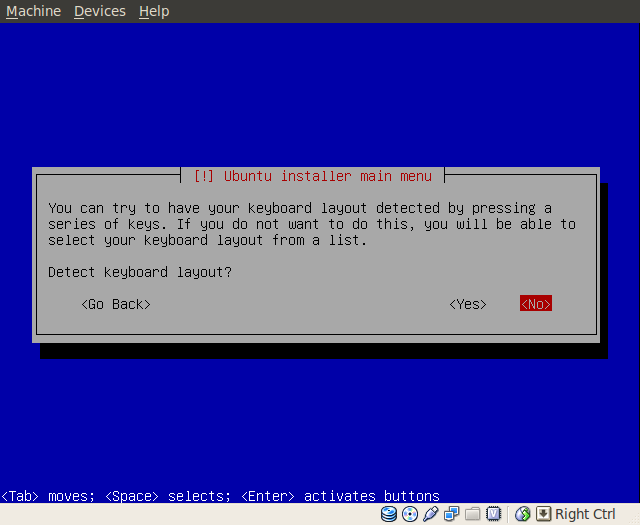 Machine Devices Help
[!] Ubuntu installer main menu
You can try to have your keyboard layout detected by pressing a
series of keys. If you do not want to do this, you will be able to
select your keyboard layout from a list.
Detect keyboard layout?
<Go Back> <Yes> <No>
<Tab> moves; <Space> selects; <Enter> activates buttons
Right Ctrl